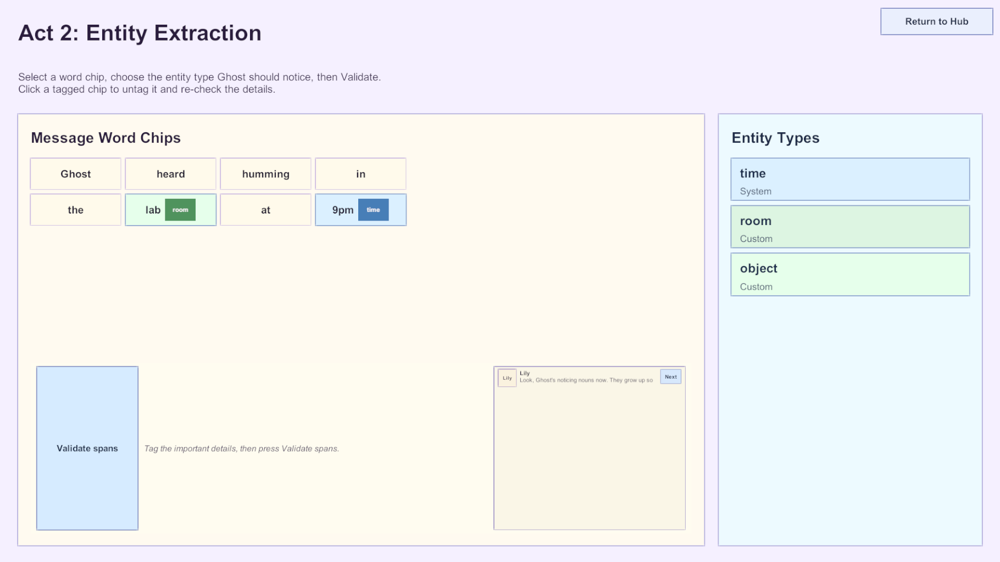 Act 2: Entity Extraction
Return to Hub
Select a word chip, choose the entity type Ghost should notice, then Validate.
Click a tagged chip to untag it and re-check the details.
Message Word Chips
Ghost
heard
humming
in
the
lab room
at
9pm time
Entity Types
time
System
room
Custom
object
Custom
Validate spans
Tag the important details, then press Validate spans.
Lily
Lily
Look, Ghost's noticing nouns now. They grow up so
Next